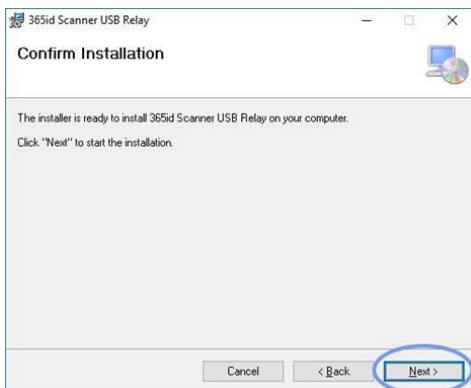 365id Scanner USB Relay
Confirm Installation
The installer is ready to install 365id Scanner USB Relay on your computer.
Click "Next" to start the installation.
Cancel
< Back
Next >